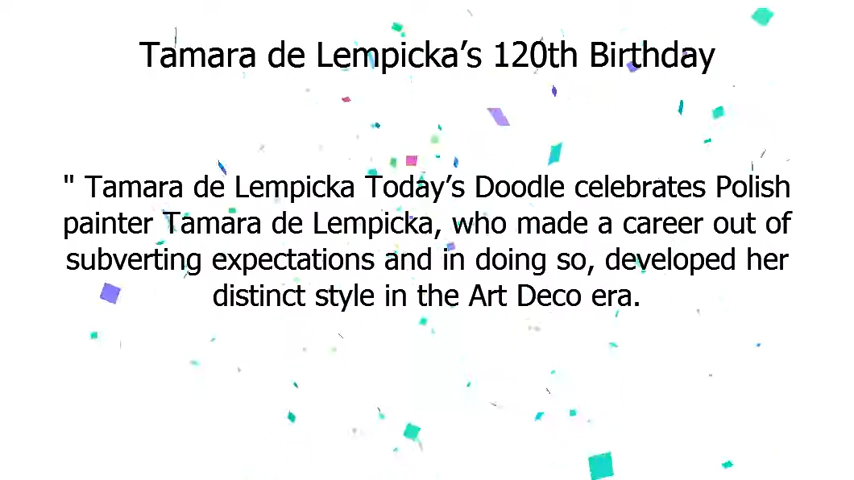 Tamara de Lempicka’s 120th Birthday
" Tamara de Lempicka Today’s Doodle celebrates Polish
painter Tamara de Lempicka, who made a career out of
subverting expectations and in doing so, developed her
distinct style in the Art Deco era.